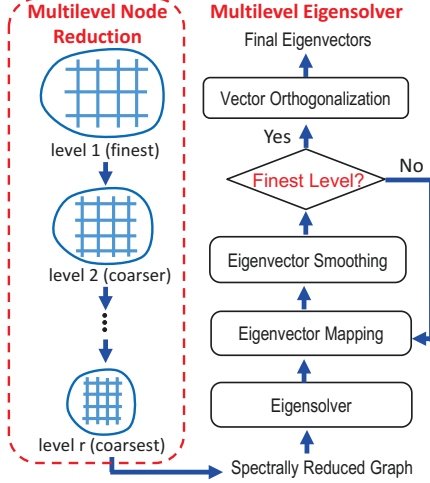 Multilevel Node
Reduction
level 1 (finest)
level 2 (coarser)
level r (coarsest)
Multilevel Eigensolver
Final Eigenvectors
Vector Orthogonalization
Yes
No
Finest Level?
Eigenvector Smoothing
Eigenvector Mapping
Eigensolver
Spectrally Reduced Graph